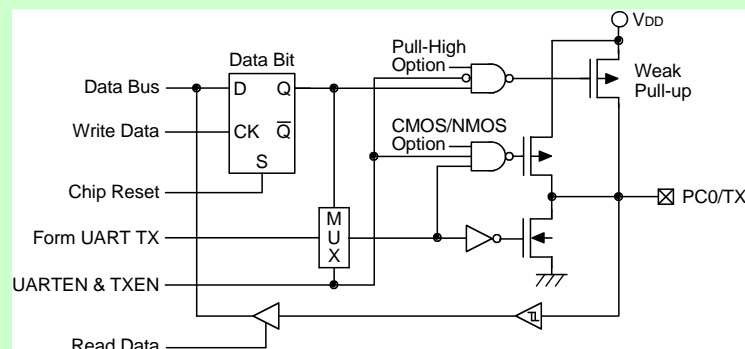 VDD
Pull-High
Option
Weak
Pull-up
Data Bit
Data Bus
D
Q
Write Data
CK
Q
S
CMOS/NMOS
Option
Chip Reset
PC0/TX
Form UART TX
M
U
X
UARTEN & TXEN
Read Data